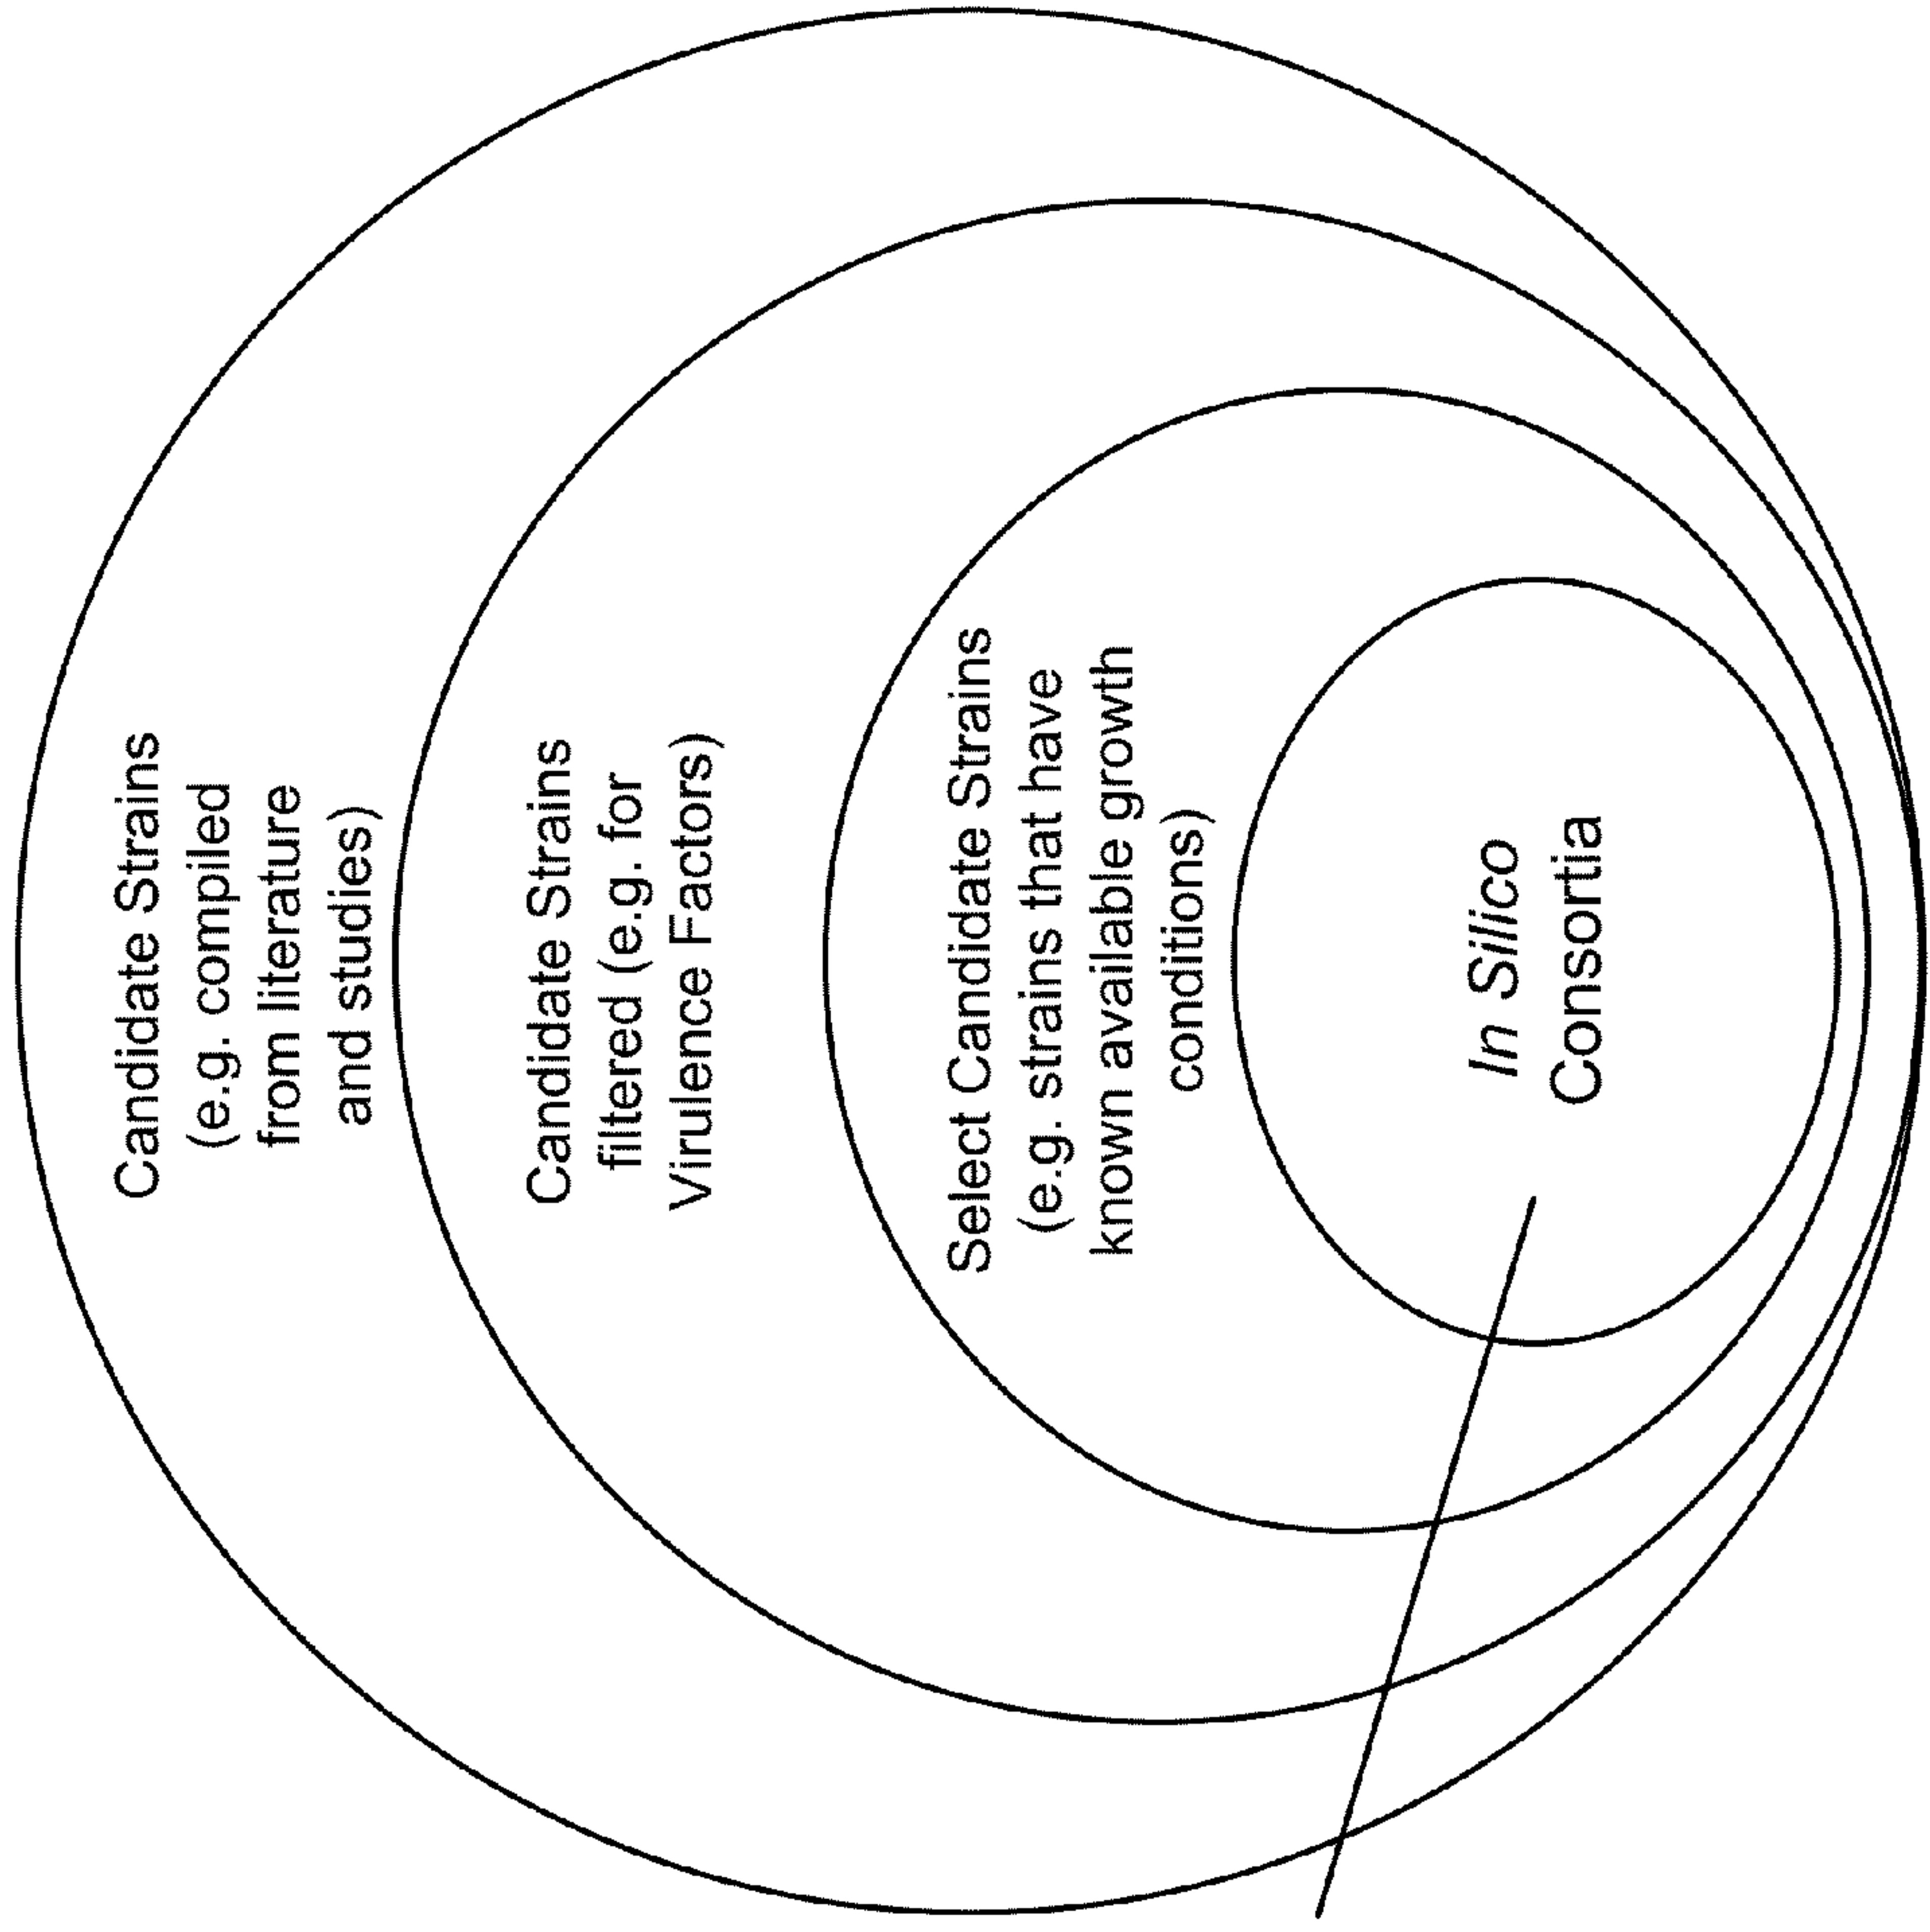 Candidate Strains
(e.g. compiled
from literature
and studies)
Candidate Strains
filtered (e.g. for
Virulence Factors)
Select Candidate Strains
(e.g. strains that have
known available growth
conditions)
In Silico
Consortia